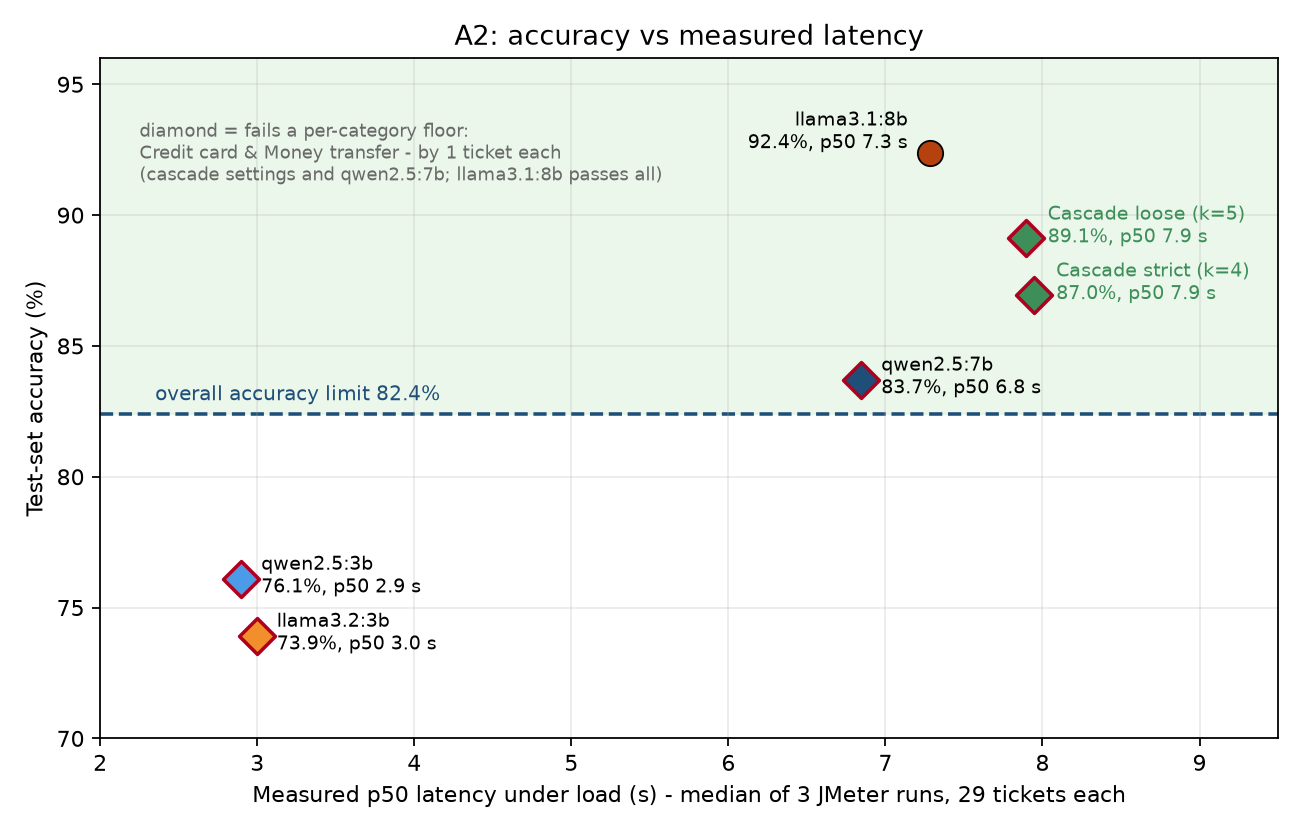 A2: accuracy vs measured latency
95
90
85
80
75
70
Test-set accuracy (%)
diamond = fails a per-category floor:
Credit card & Money transfer - by 1 ticket each
(cascade settings and qwen2.5:7b; llama3.1:8b passes all)
llama3.1:8b
92.4%, p50 7.3 s
Cascade loose (k=5)
89.1%, p50 7.9 s
Cascade strict (k=4)
87.0%, p50 7.9 s
qwen2.5:7b
83.7%, p50 6.8 s
overall accuracy limit 82.4%
qwen2.5:3b
76.1%, p50 2.9 s
llama3.2:3b
73.9%, p50 3.0 s
2 3 4 5 6 7 8 9
Measured p50 latency under load (s) - median of 3 JMeter runs, 29 tickets each